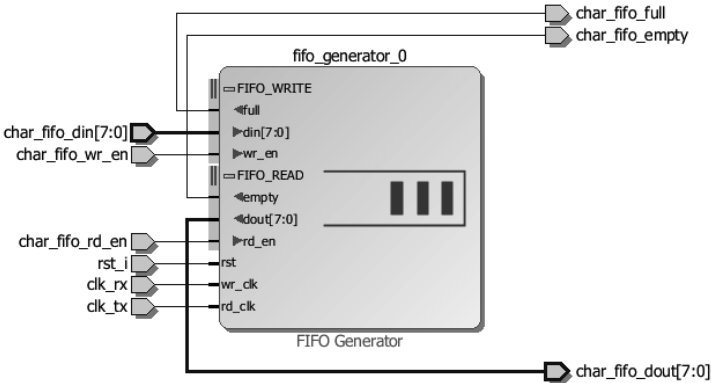 char_fifo_full
char_fifo_empty
fifo_generator_0
FIFO_WRITE
full
char_fifo_din[7:0]
din[7:0]
char_fifo_wr_en
wr_en
FIFO_READ
empty
dout[7:0]
char_fifo_rd_en
rd_en
rst_i
rst
clk_rx
wr_clk
clk_tx
rd_clk
FIFO Generator
char_fifo_dout[7:0]